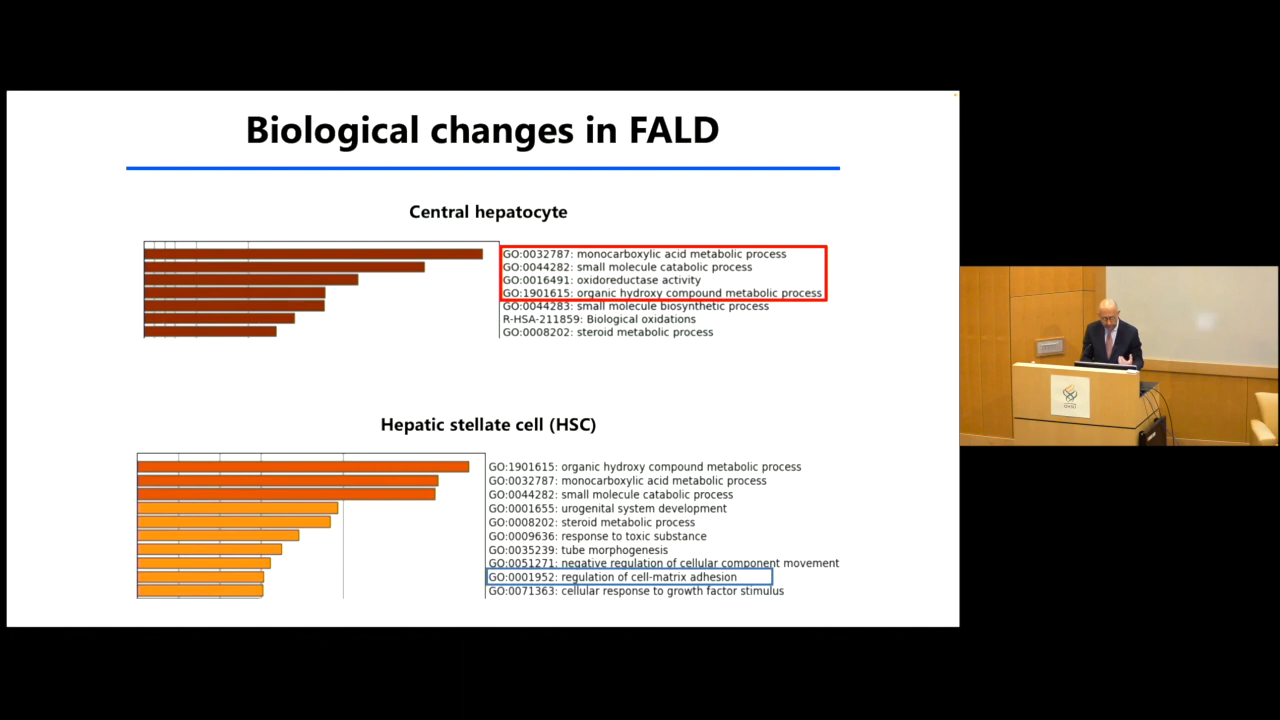 Biological changes in FALD
Central hepatocyte
GO:0032787: monocarboxylic acid metabolic process
GO:0044282: small molecule catabolic process
GO:0016491: oxidoreductase activity
GO:1901615: organic hydroxy compound metabolic process
GO:0044283: small molecule biosynthetic process
R-HSA-211859: Biological oxidations
GO:0008202: steroid metabolic process
Hepatic stellate cell (HSC)
GO:1901615: organic hydroxy compound metabolic process
GO:0032787: monocarboxylic acid metabolic process
GO:0044282: small molecule catabolic process
GO:0001655: urogenital system development
GO:0008202: steroid metabolic process
GO:0009636: response to toxic substance
GO:0035239: tube morphogenesis
GO:0051271: negative regulation of cellular component movement
GO:0001952: regulation of cell-matrix adhesion
GO:0071363: cellular response to growth factor stimulus